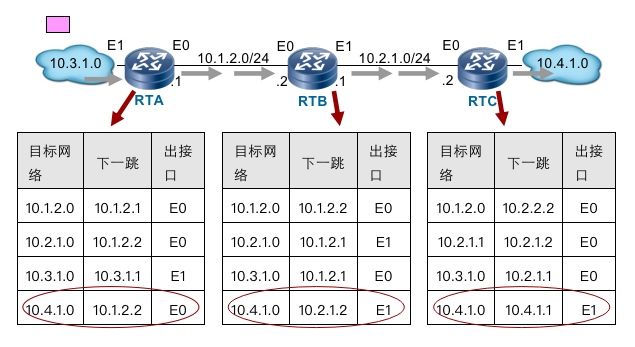 E1 E0 10.1.2.0/24 E0 E1 10.2.1.0/24 E0 E1
10.3.1.0 10.4.1.0
.1 .2 .1 .2
RTA RTB RTC
目标网络 下一跳 出接口
10.1.2.0 10.1.2.1 E0
10.2.1.0 10.1.2.2 E0
10.3.1.0 10.3.1.1 E1
10.4.1.0 10.1.2.2 E0
目标网络 下一跳 出接口
10.1.2.0 10.1.2.2 E0
10.2.1.0 10.1.2.1 E1
10.3.1.0 10.1.2.1 E0
10.4.1.0 10.2.1.2 E1
目标网络 下一跳 出接口
10.1.2.0 10.2.2.2 E0
10.2.1.1 10.2.1.2 E0
10.3.1.0 10.2.1.1 E0
10.4.1.0 10.4.1.1 E1